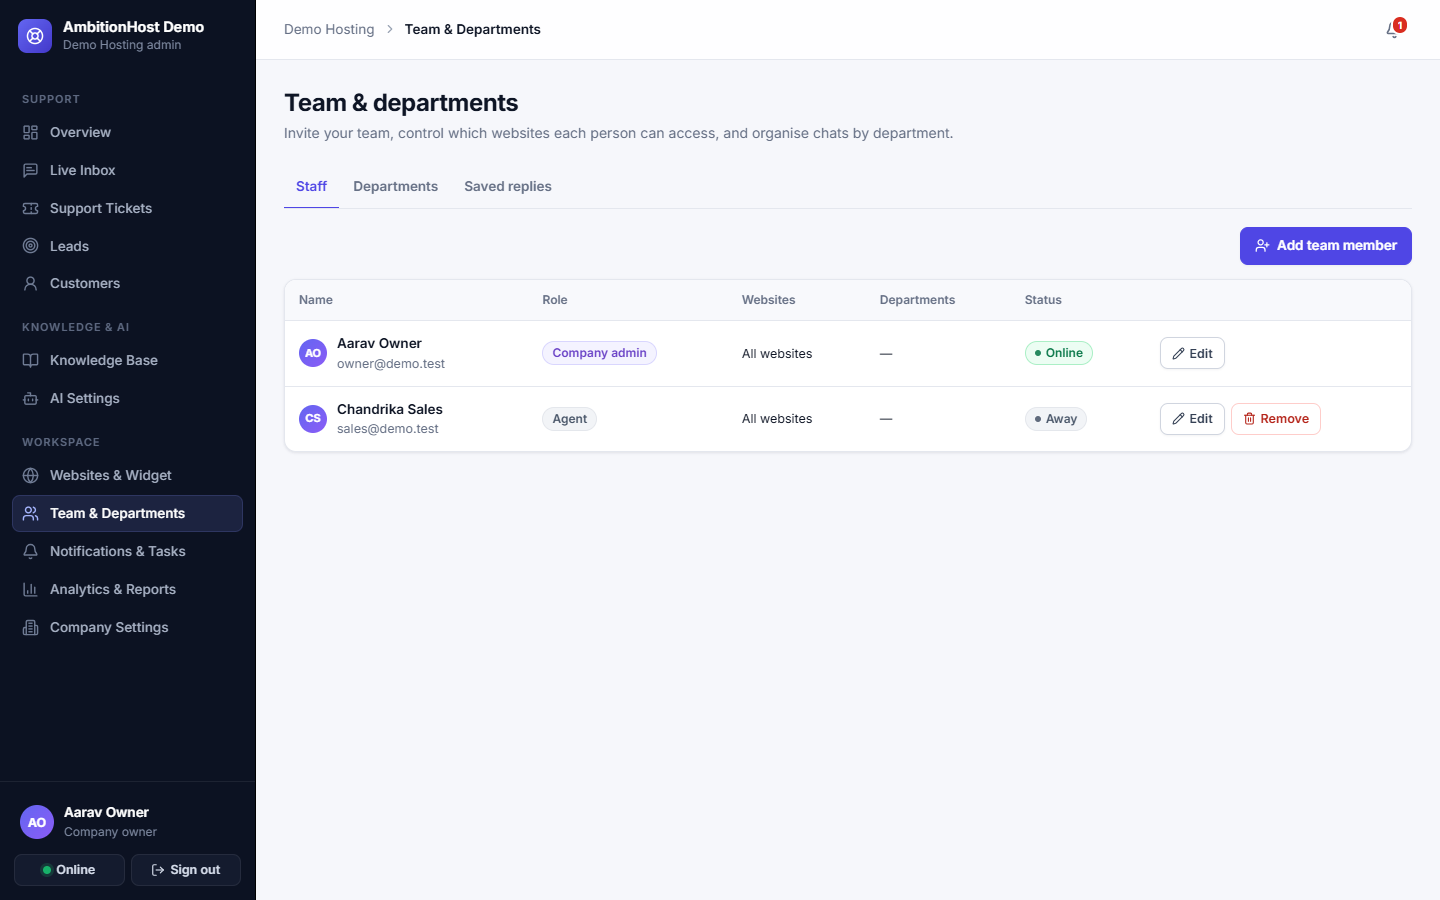 AmbitionHost Demo
Demo Hosting admin
SUPPORT
Overview
Live Inbox
Support Tickets
Leads
Customers
KNOWLEDGE & AI
Knowledge Base
AI Settings
WORKSPACE
Websites & Widget
Team & Departments
Notifications & Tasks
Analytics & Reports
Company Settings
AO
Aarav Owner
Company owner
Online
Sign out
Demo Hosting > Team & Departments
1
Team & departments
Invite your team, control which websites each person can access, and organise chats by department.
Staff Departments Saved replies
Add team member
Name Role Websites Departments Status
AO Aarav Owner Company admin All websites — Online Edit
owner@demo.test
CS Chandrika Sales Agent All websites — Away Edit Remove
sales@demo.test